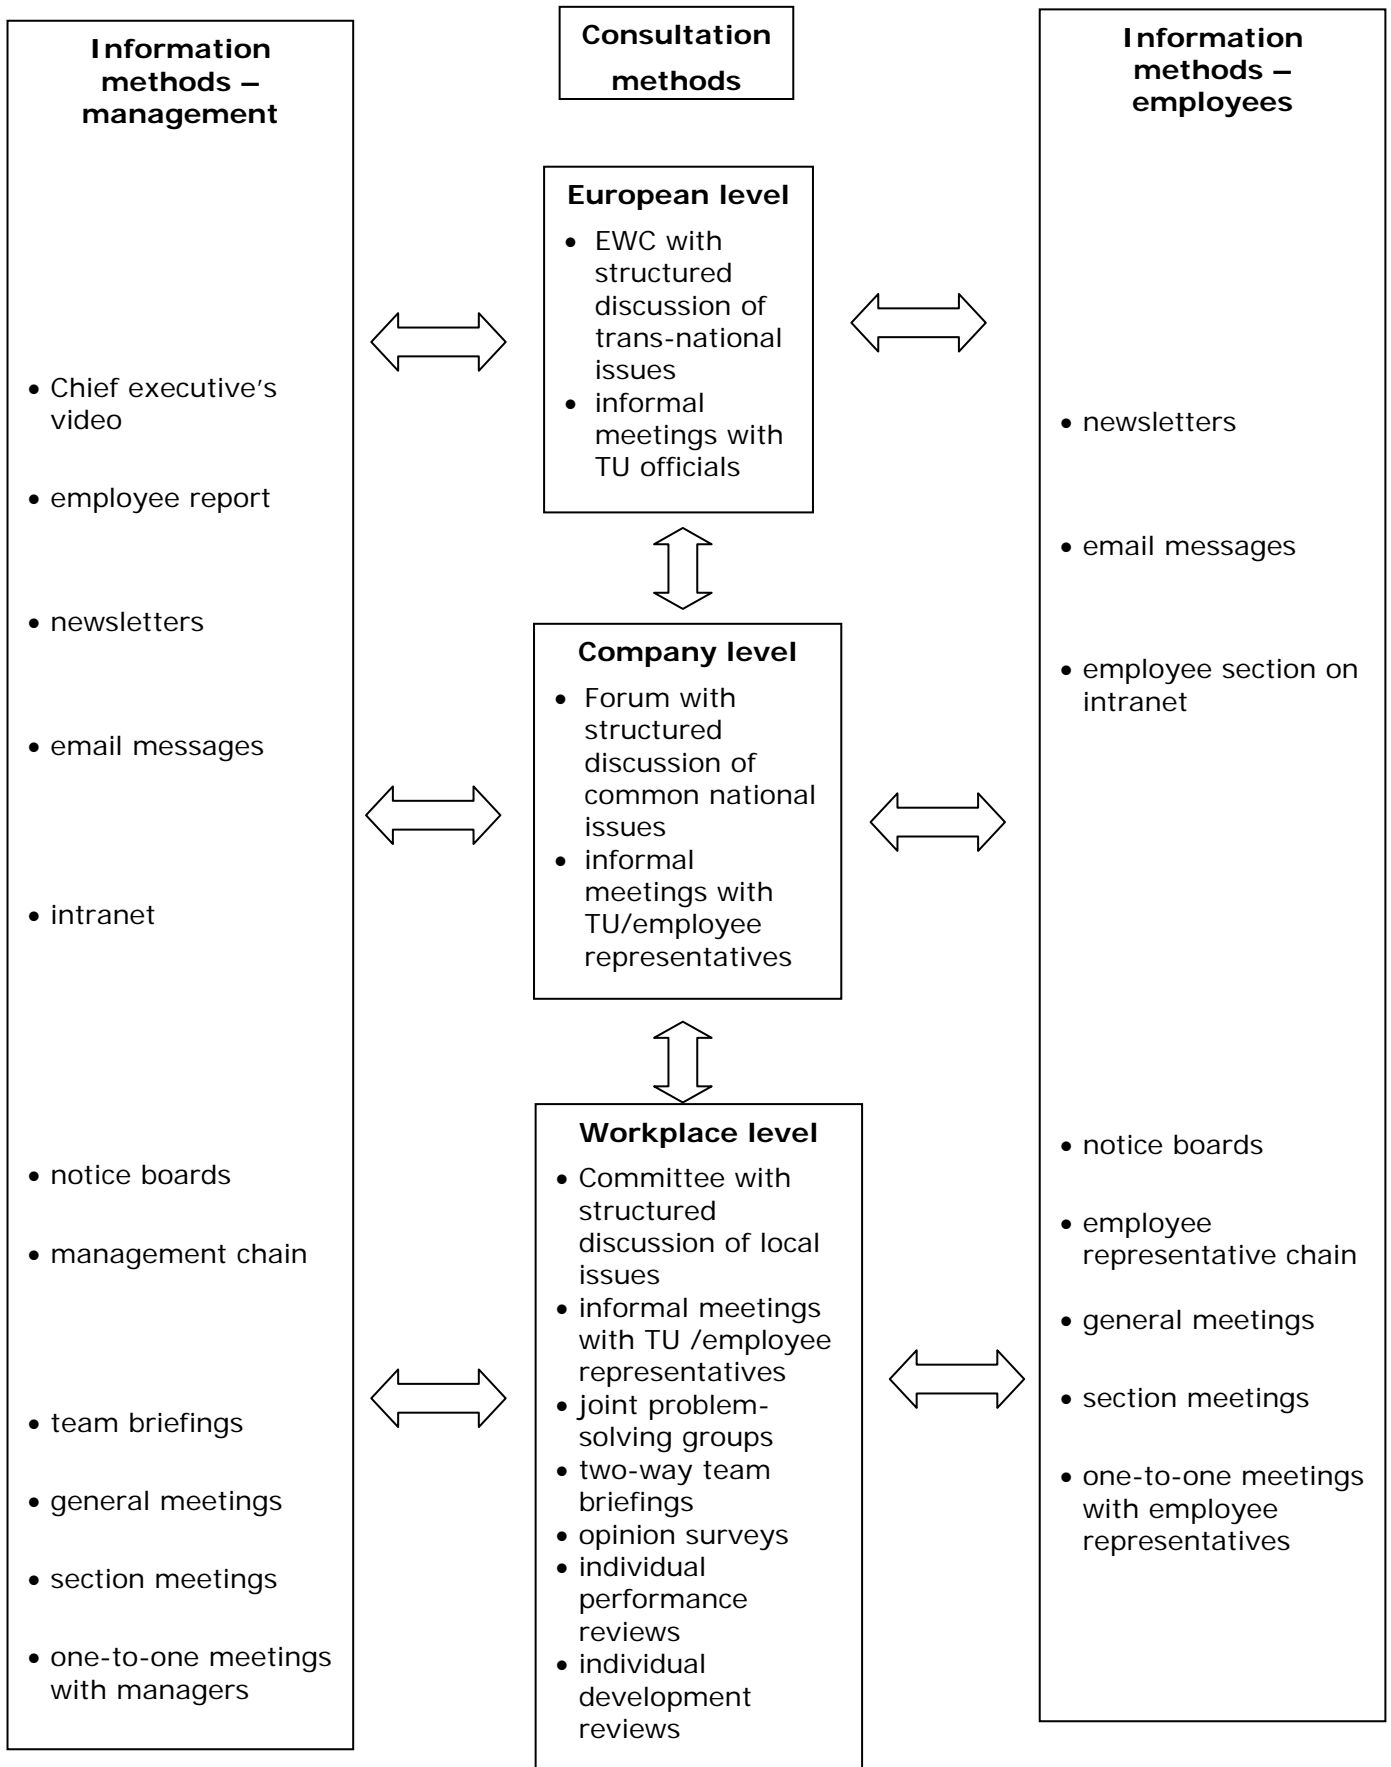 Information
methods –
management
• Chief executive's
video
• employee report
• newsletters
• email messages
• intranet
• notice boards
• management chain
• team briefings
• general meetings
• section meetings
• one-to-one meetings
with managers
Consultation
methods
European level
• EWC with
structured
discussion of
trans-national
issues
• informal
meetings with
TU officials
Company level
• Forum with
structured
discussion of
common national
issues
• informal
meetings with
TU/employee
representatives
Workplace level
• Committee with
structured
discussion of local
issues
• informal meetings
with TU /employee
representatives
• joint problem-
solving groups
• two-way team
briefings
• opinion surveys
• individual
performance
reviews
• individual
development
reviews
Information
methods –
employees
• newsletters
• email messages
• employee section on
intranet
• notice boards
• employee
representative chain
• general meetings
• section meetings
• one-to-one meetings
with employee
representatives